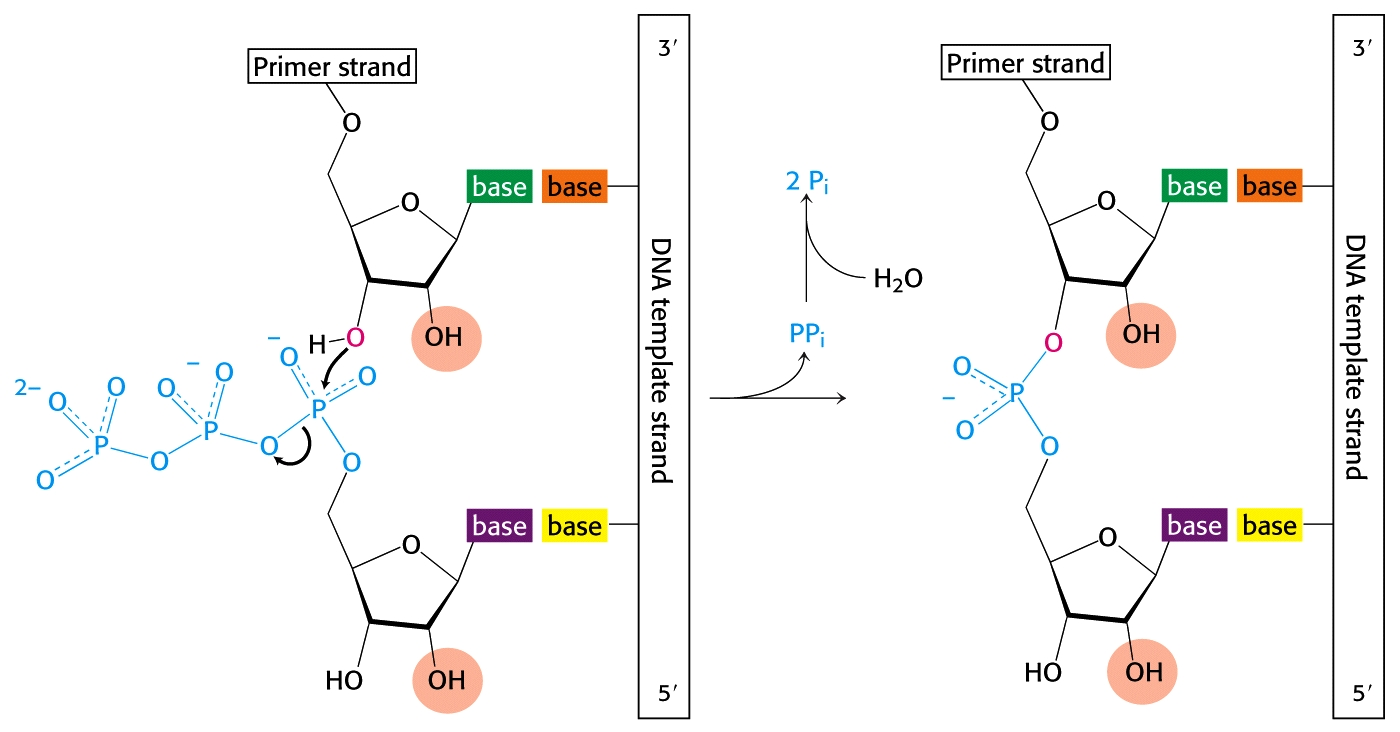 Primer strand
3′
O
base base
O
DNA template strand
H–O
OH
−
O
O
P
2−
O
O
−
O
O
P
P
O
O
O
O
base base
O
HO
OH
5′
2 Pi
H2O
PPi
Primer strand
3′
O
base base
O
DNA template strand
OH
O
O
P
−
O
O
base base
O
HO
OH
5′